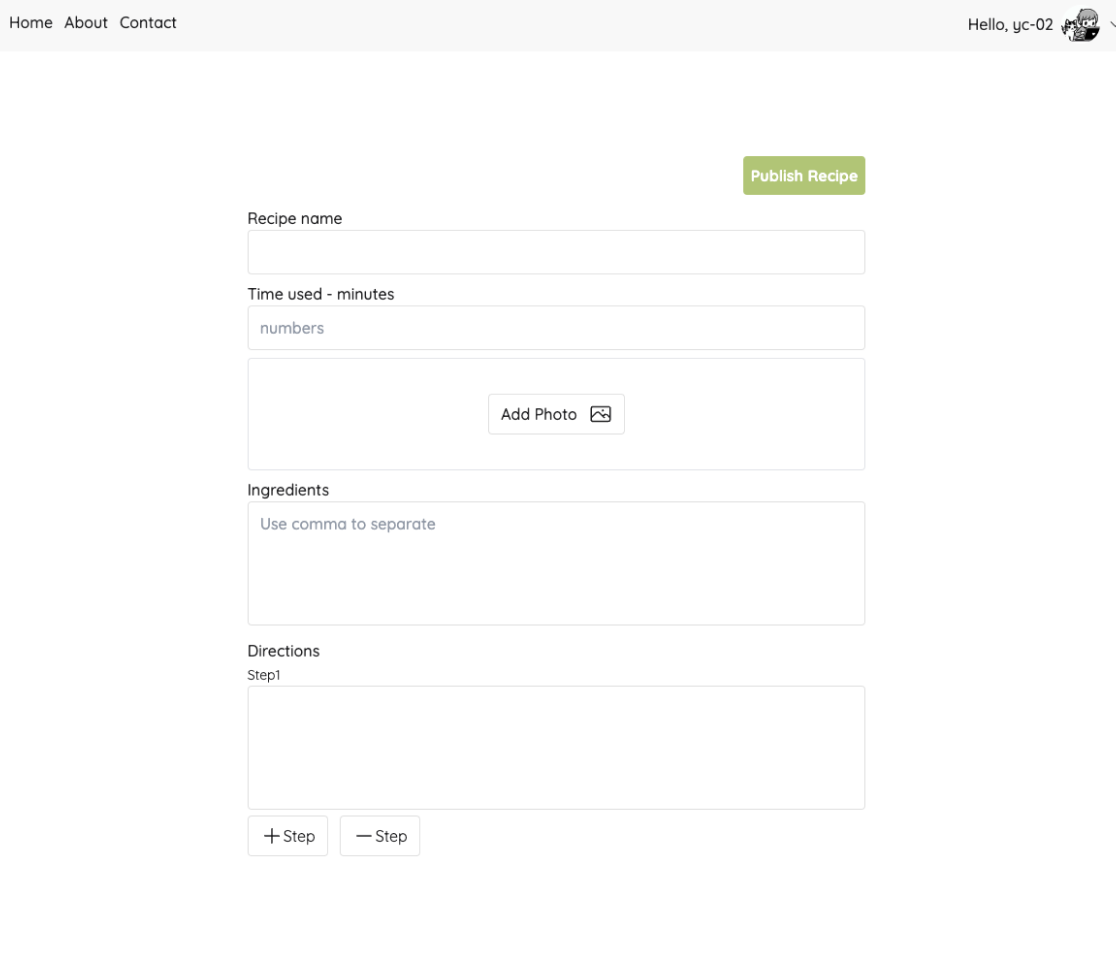 Home About Contact
Hello, yc-02
Publish Recipe
Recipe name
Time used - minutes
numbers
Add Photo
Ingredients
Use comma to separate
Directions
Step1
Step
Step